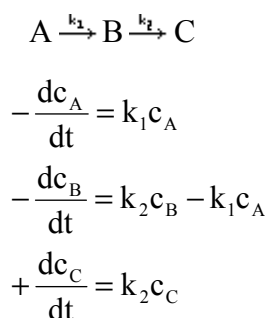 A —k₁→ B —k₂→ C
− dc_A/dt = k₁c_A
− dc_B/dt = k₂c_B − k₁c_A
+ dc_C/dt = k₂c_C